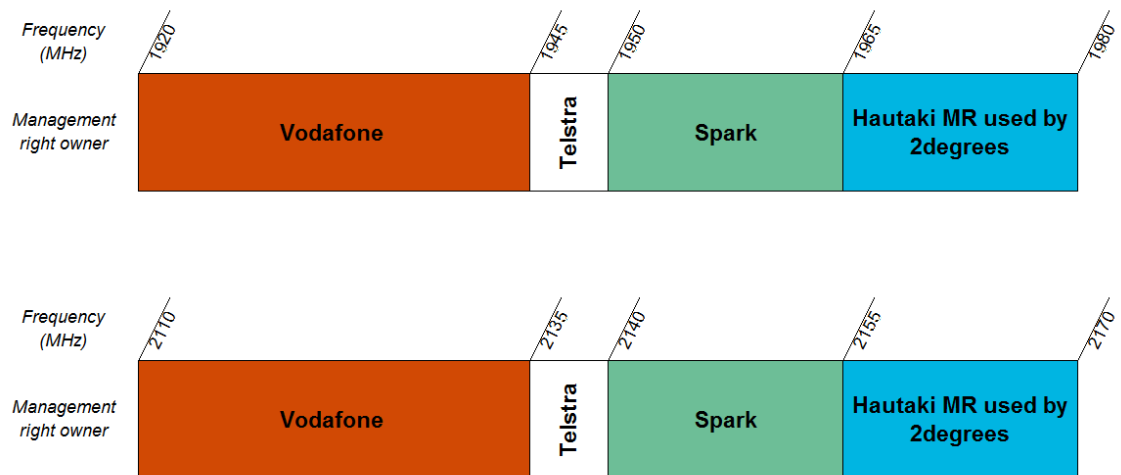 Frequency
(MHz)
1920
1945
1950
1965
1980
Management
right owner
Vodafone
Telstra
Spark
Hautaki MR used by
2degrees
Frequency
(MHz)
2110
2135
2140
2155
2170
Management
right owner
Vodafone
Telstra
Spark
Hautaki MR used by
2degrees